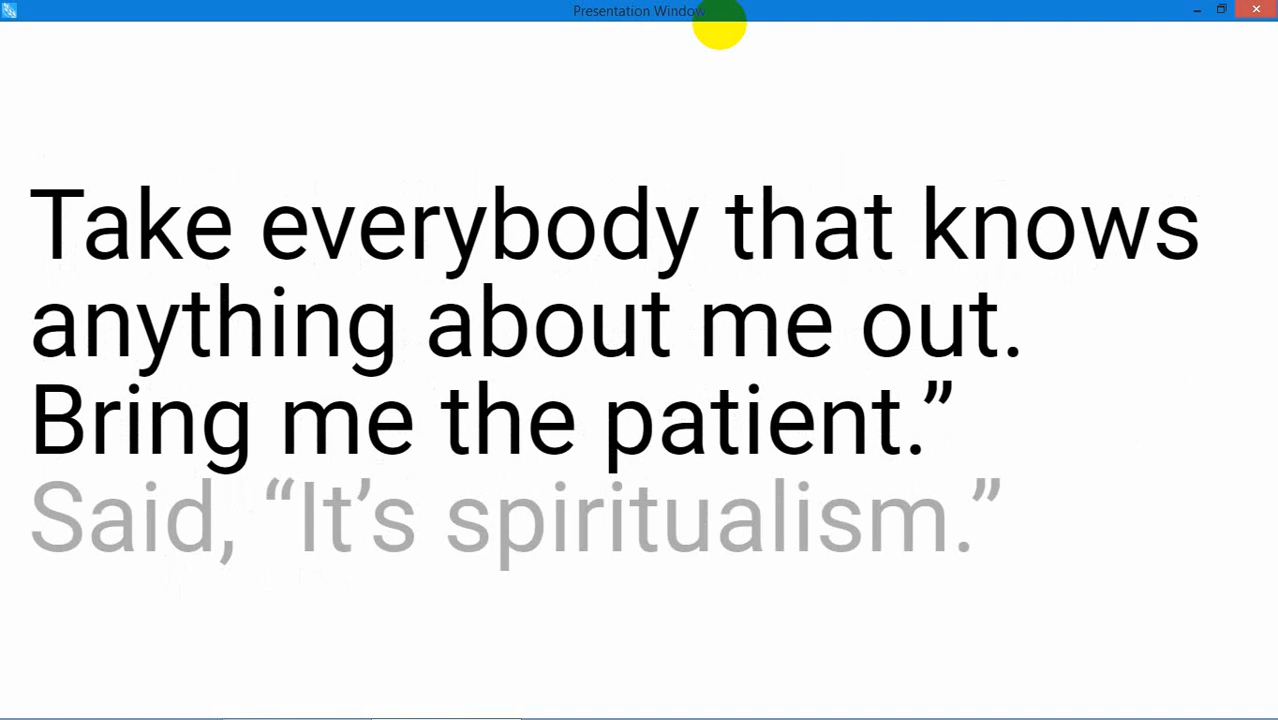 Presentation Window
Take everybody that knows
anything about me out.
Bring me the patient.”
Said, “It’s spiritualism.”